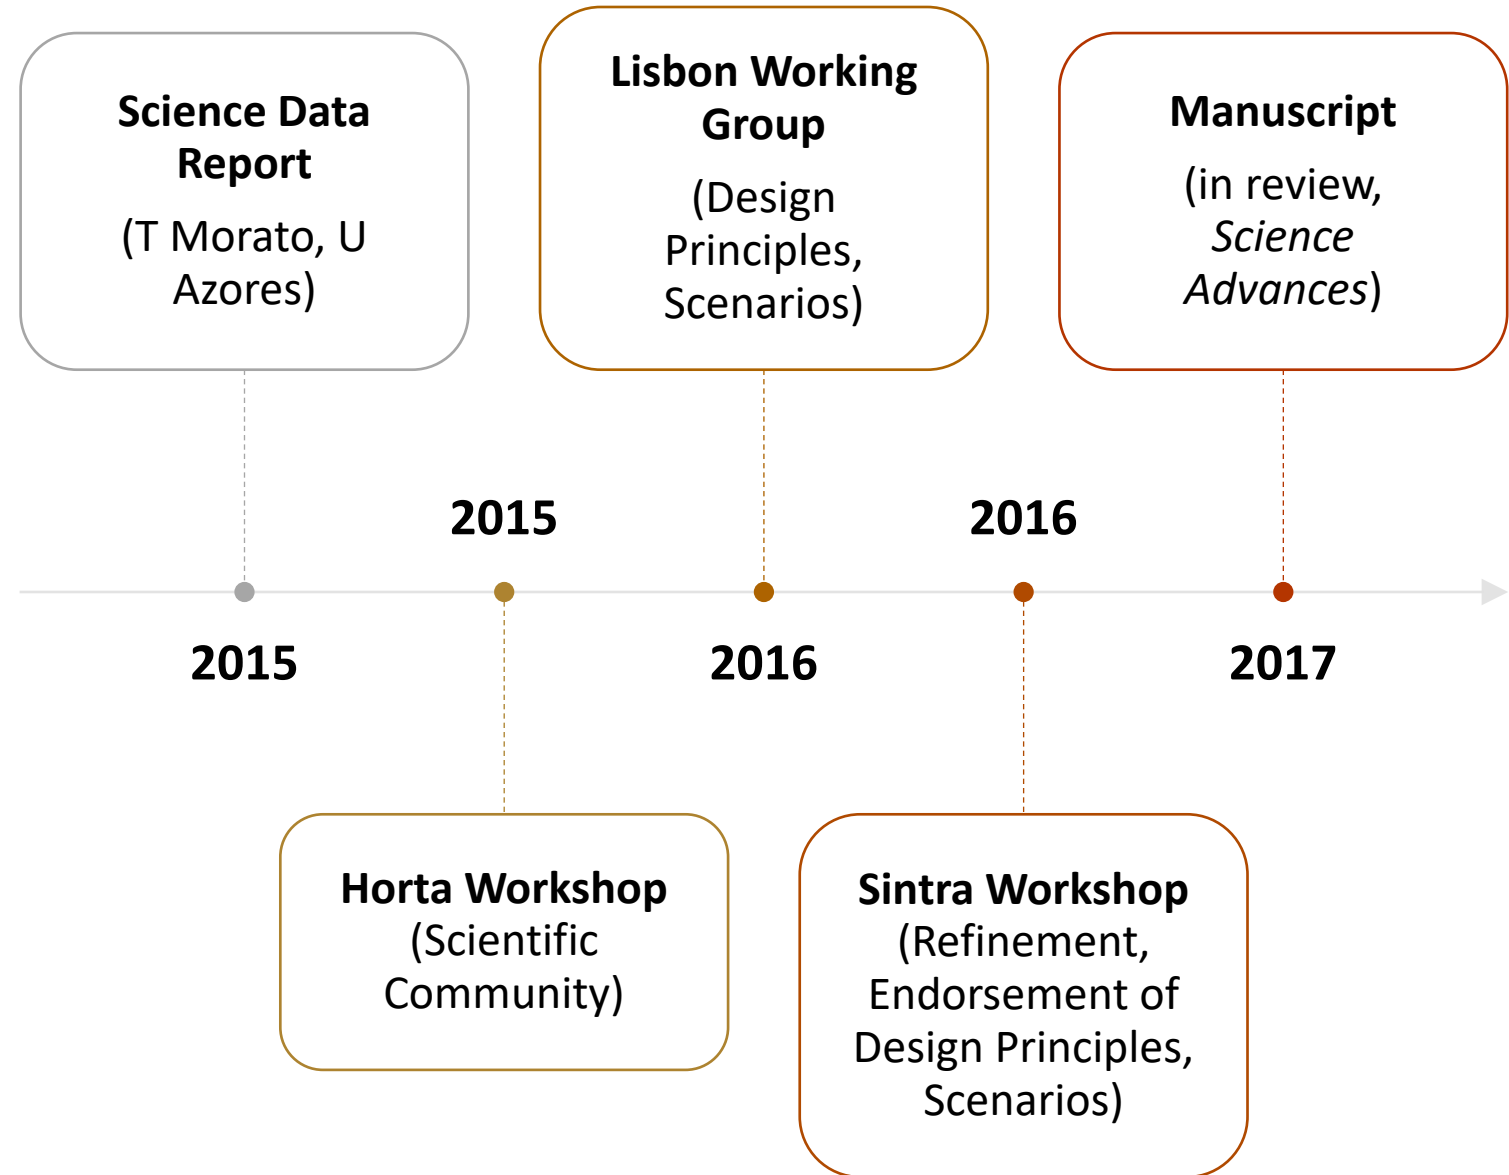 Science Data
Report
(T Morato, U
Azores)
Lisbon Working
Group
(Design
Principles,
Scenarios)
Manuscript
(in review,
Science
Advances)
2015
2016
2015
2016
2017
Horta Workshop
(Scientific
Community)
Sintra Workshop
(Refinement,
Endorsement of
Design Principles,
Scenarios)